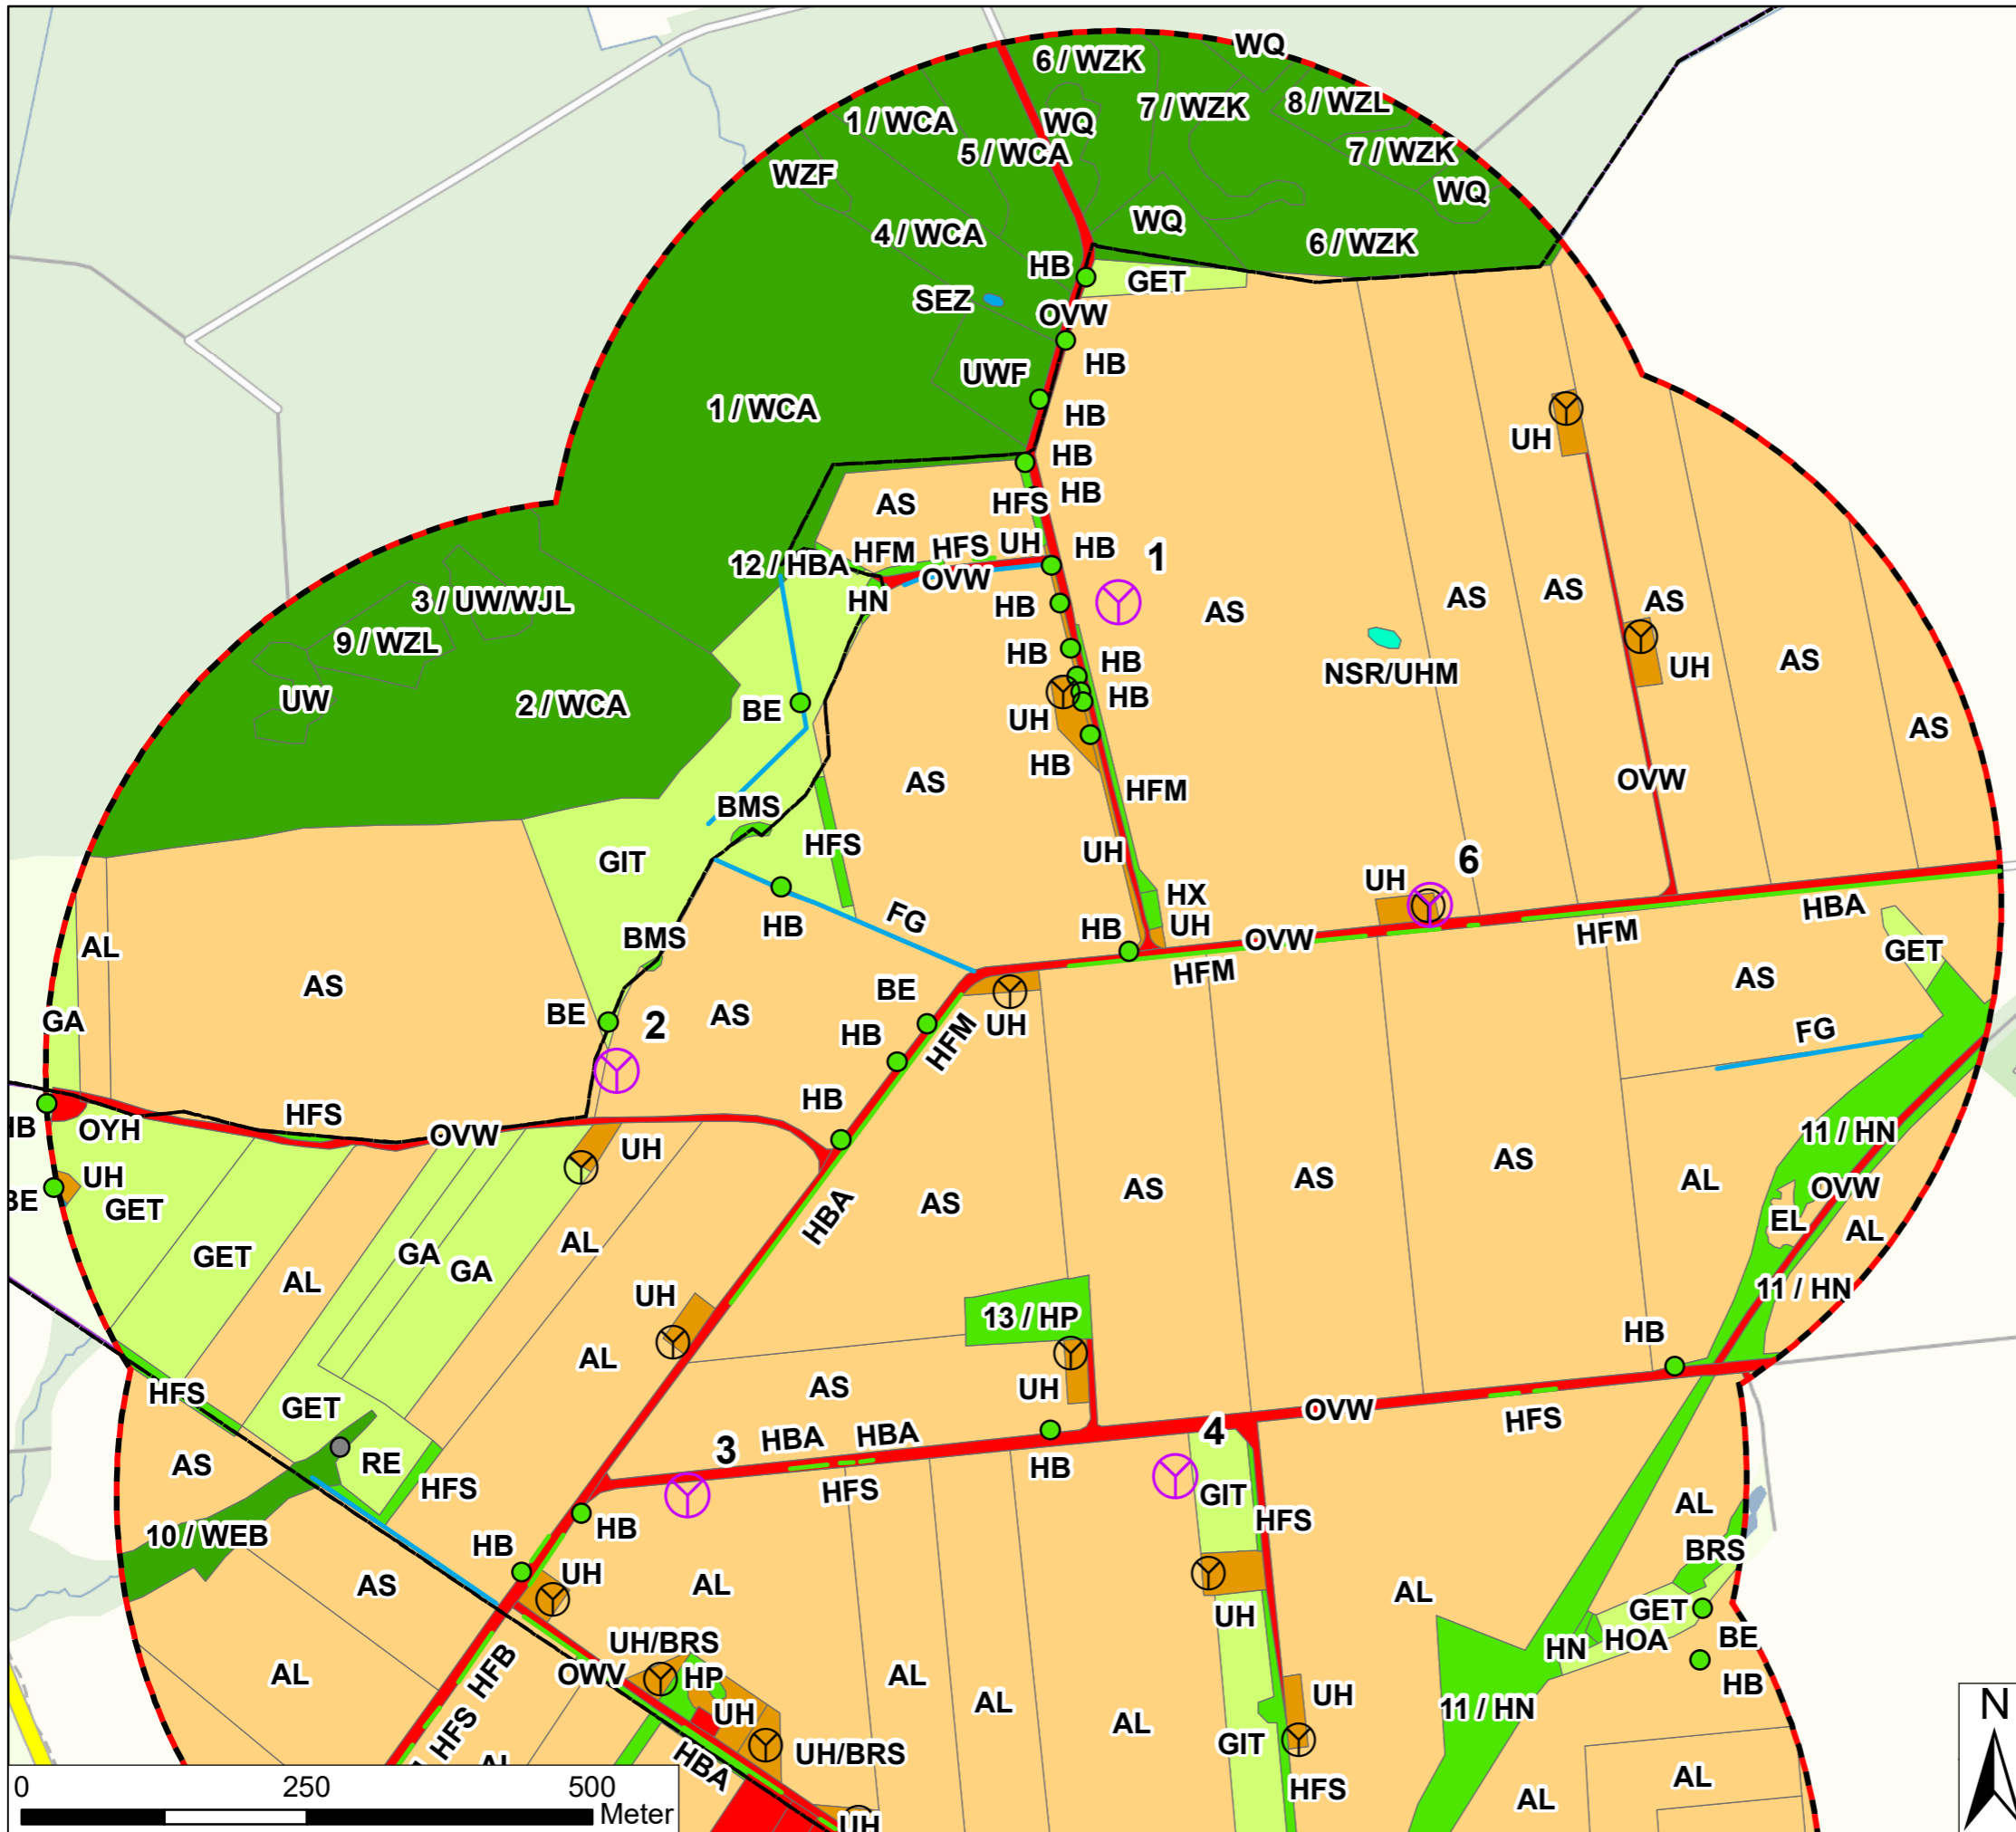 WQ
6 / WZK
7 / WZK
8 / WZL
1 / WCA
WQ
5 / WCA
7 / WZK
WZF
WQ
WQ
4 / WCA
6 / WZK
HB
GET
SEZ
OVW
HB
UWF
1 / WCA
HB
UH
HB
HB
AS
HFS
HFM
HFS
UH
HB
1
12 / HBA
OVW
HN
HB
AS
AS
AS
AS
3 / UW/WJL
9 / WZL
HB
HB
NSR/UHM
UH
AS
UW
2 / WCA
BE
HB
UH
AS
HB
AS
OVW
BMS
HFM
HFS
GIT
UH
6
UH
HX
HBA
FG
UH
HB
HB
OVW
HFM
BMS
AL
GET
HFM
AS
AS
BE
BE
2
AS
UH
GA
HB
HFM
FG
HB
HFS
OYH
OVW
HB
11 / HN
UH
UH
AS
AS
AS
AL
OVW
BE
GET
AS
HBA
EL
AL
GET
GA
GA
AL
AL
11 / HN
UH
13 / HP
HB
AL
AS
UH
HFS
GET
OVW
HFS
3
HBA
HBA
4
AS
RE
HFS
HB
HFS
GIT
AL
HFS
10 / WEB
HB
HB
BRS
AS
UH
AL
AL
UH
GET
UH/BRS
HN
HOA
BE
HFB
OWV
HP
HB
AL
AL
AL
UH
UH
11 / HN
HFS
AL
GIT
UH/BRS
HBA
AL
HFS
AL
AL
UH
0
250
500
Meter
N